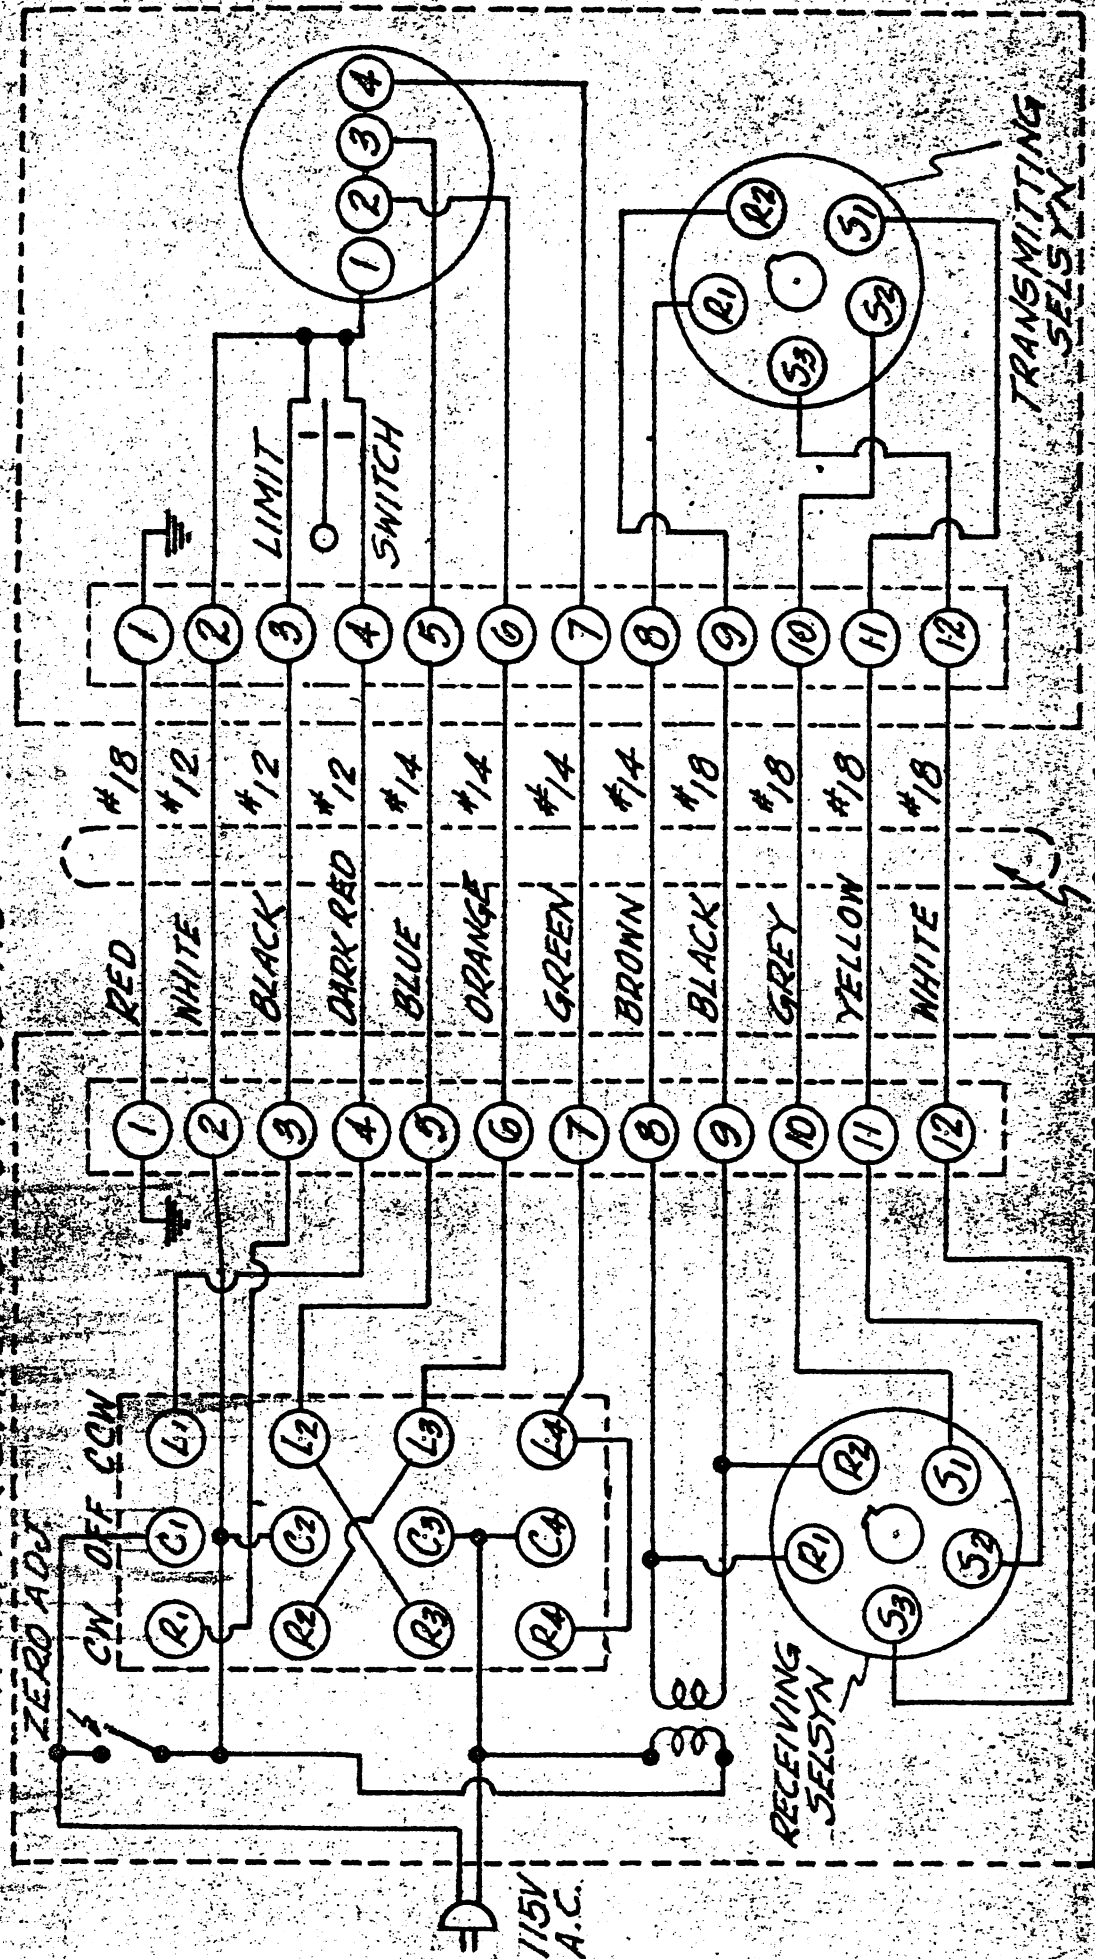 115V
A.C.
ZERO ADJ.
CW OFF CCW
R1 C1 L1
R2 C2 L2
R3 C3 L3
R4 C4 L4
RECEIVING
SELSYN
R1
R2
S1
S2
S3
1
2
3
4
5
6
7
8
9
10
11
12
RED #18
WHITE #12
BLACK #12
DARK RED #12
BLUE #14
ORANGE #14
GREEN #14
BROWN #14
BLACK #18
GREY #18
YELLOW #18
WHITE #18
1
2
3
4
5
6
7
8
9
10
11
12
LIMIT
SWITCH
1 2 3 4
R1
R2
S1
S2
S3
TRANSMITTING
SELSYN